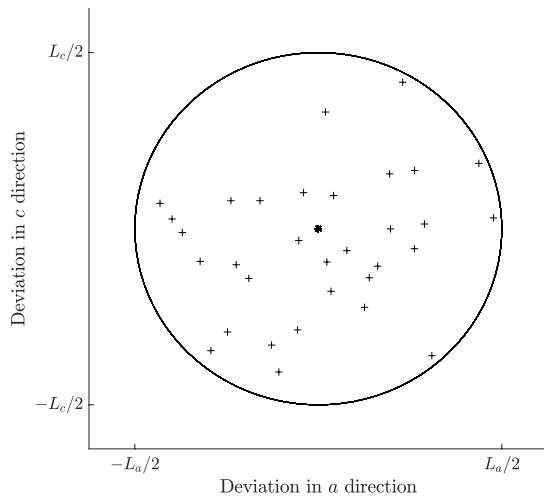 L_c/2
Deviation in c direction
−L_c/2
−L_a/2
L_a/2
Deviation in a direction